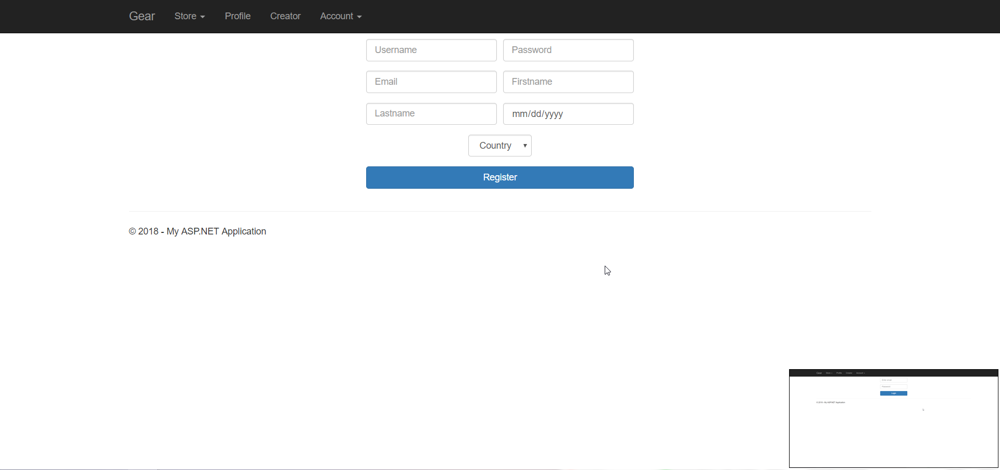 Gear Store Profile Creator Account
Username Password
Email Firstname
Lastname mm/dd/yyyy
Country
Register
© 2018 - My ASP.NET Application
Gear Store Profile Creator Account
Enter email
Password
Login
© 2018 - My ASP.NET Application